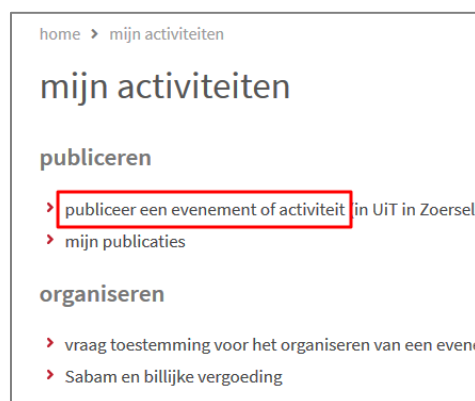 home > mijn activiteiten
mijn activiteiten
publiceren
publiceer een evenement of activiteit (in UiT in Zoersel
mijn publicaties
organiseren
vraag toestemming voor het organiseren van een even
Sabam en billijke vergoeding